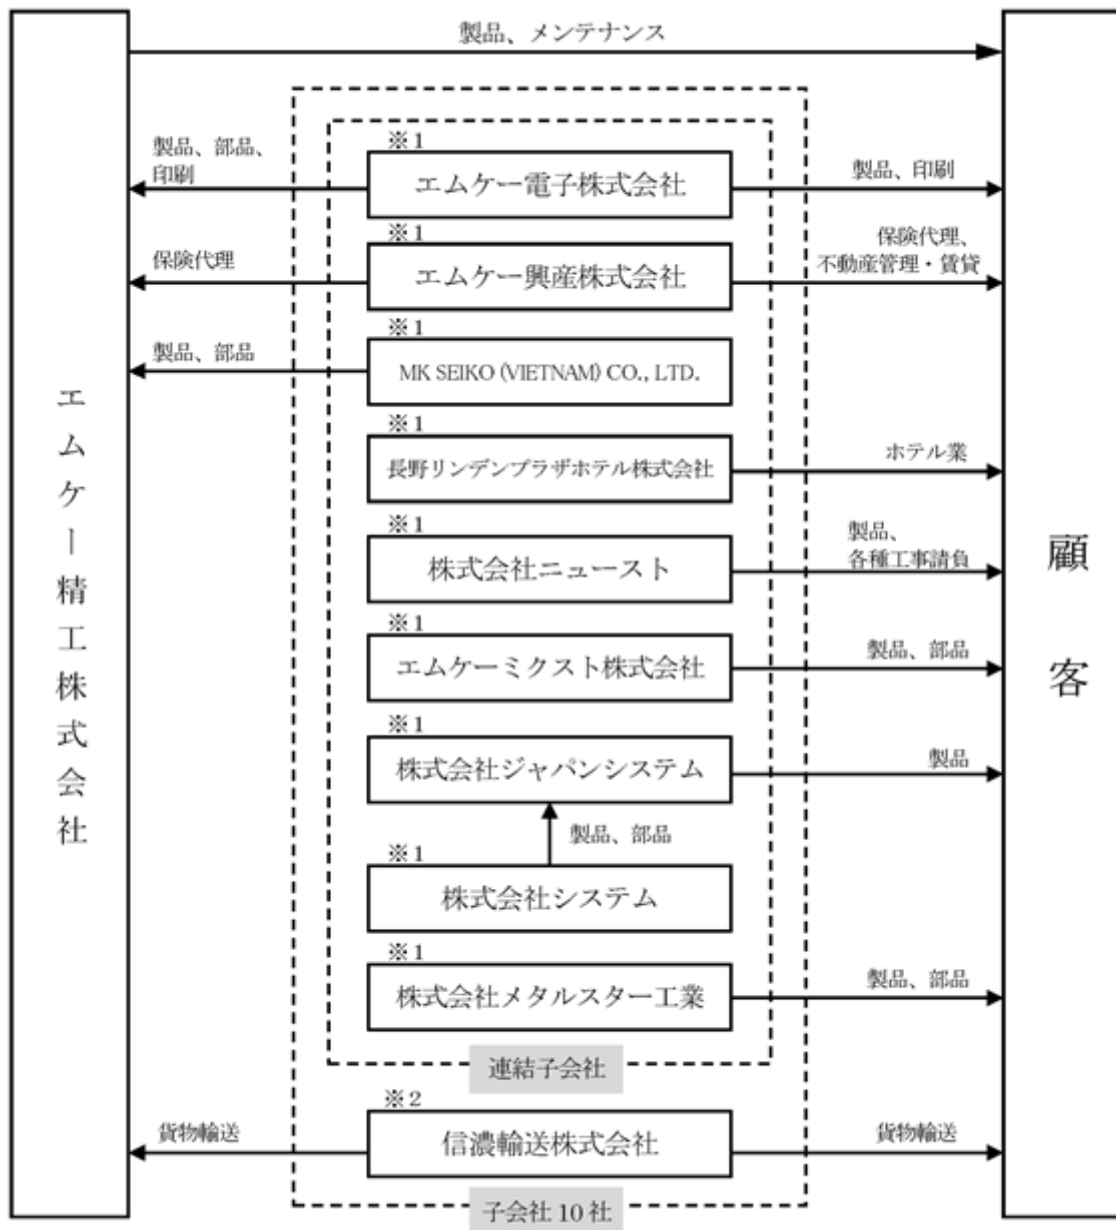 製品、メンテナンス
エムケー精工株式会社
顧客
※1
製品、部品、
印刷
エムケー電子株式会社
製品、印刷
※1
保険代理
エムケー興産株式会社
保険代理、
不動産管理・賃貸
※1
製品、部品
MK SEIKO (VIETNAM) CO., LTD.
※1
長野リンデンプラザホテル株式会社
ホテル業
※1
株式会社ニュースト
製品、
各種工事請負
※1
エムケーミクスト株式会社
製品、部品
※1
株式会社ジャパンシステム
製品
製品、部品
※1
株式会社システム
※1
株式会社メタルスター工業
製品、部品
連結子会社
※2
貨物輸送
信濃輸送株式会社
貨物輸送
子会社10社